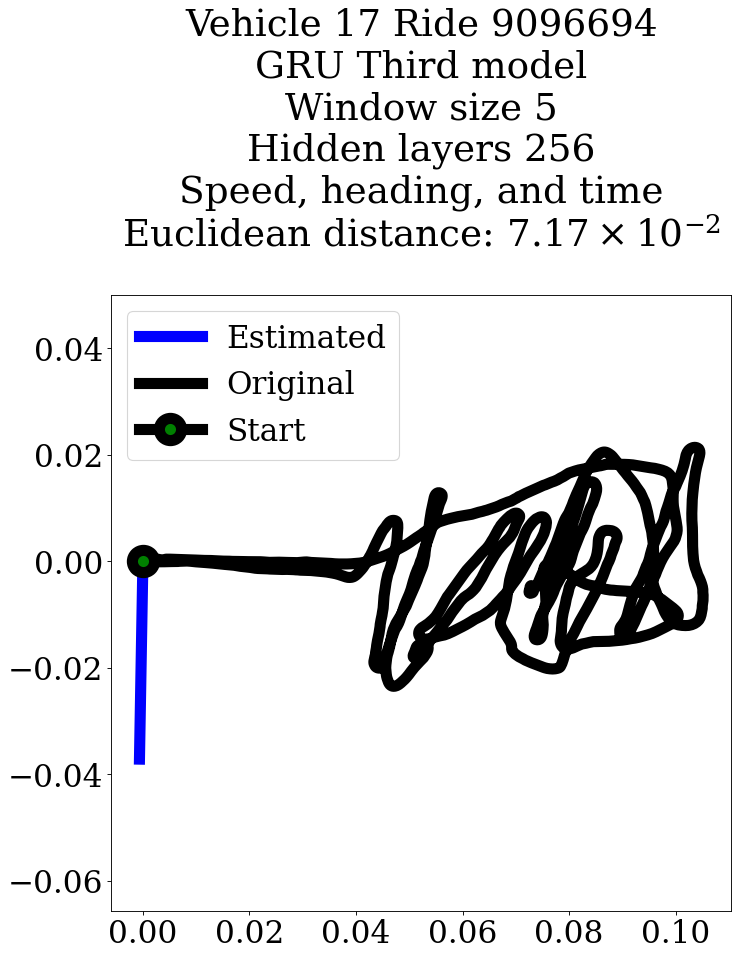 Vehicle 17 Ride 9096694
GRU Third model
Window size 5
Hidden layers 256
Speed, heading, and time
Euclidean distance: 7.17 × 10⁻²
Estimated
Original
Start
0.04
0.02
0.00
−0.02
−0.04
−0.06
0.00 0.02 0.04 0.06 0.08 0.10